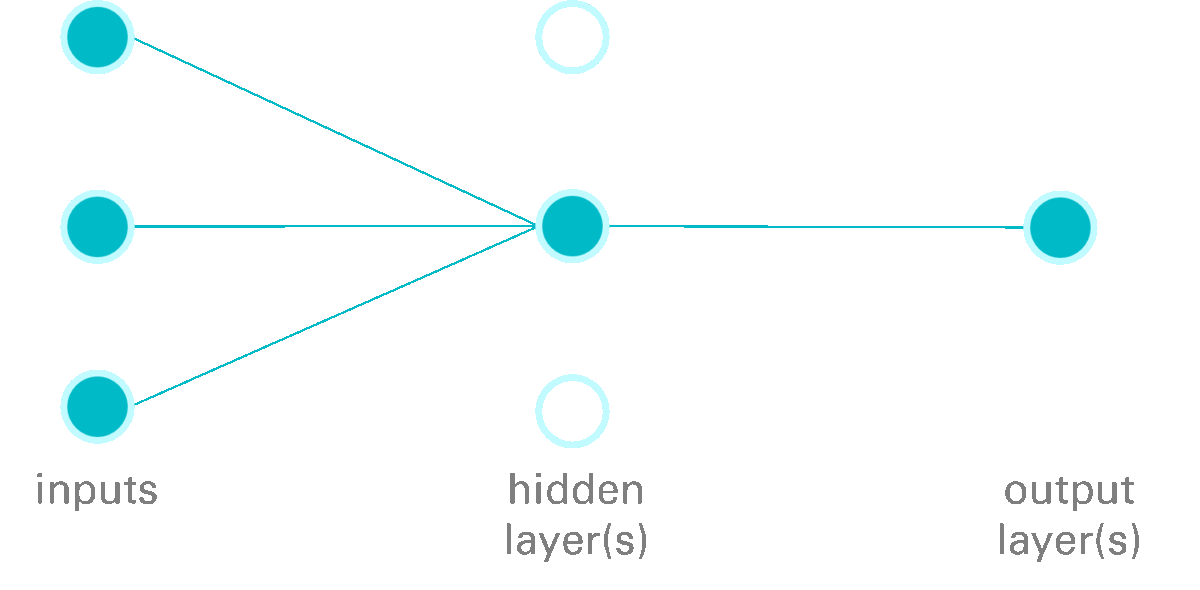 inputs
hidden
layer(s)
output
layer(s)